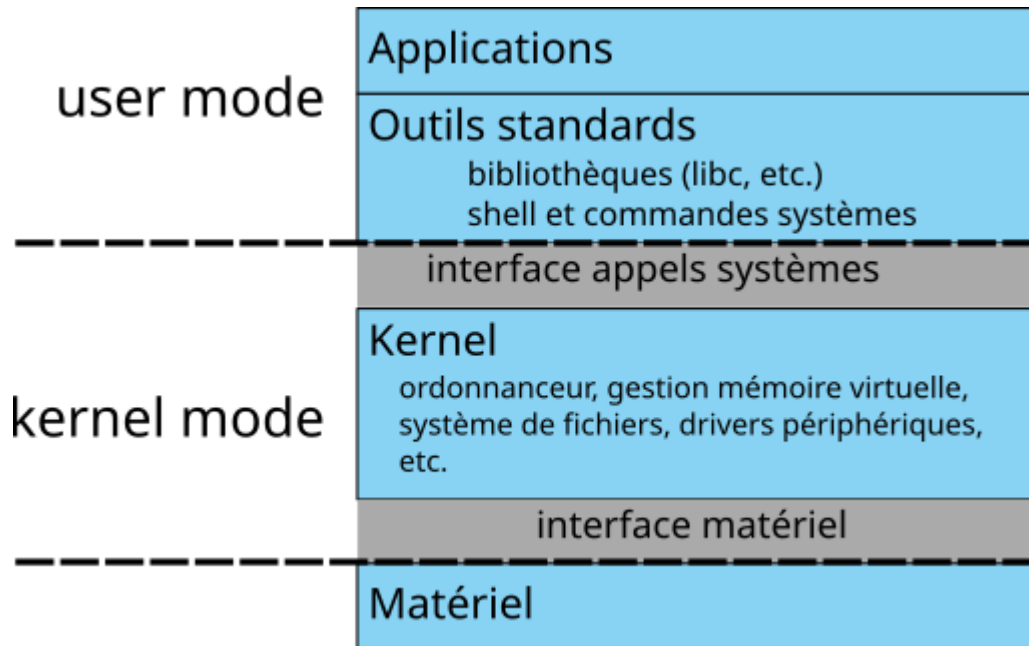 user mode
Applications
Outils standards
bibliothèques (libc, etc.)
shell et commandes systèmes
interface appels systèmes
kernel mode
Kernel
ordonnanceur, gestion mémoire virtuelle,
système de fichiers, drivers périphériques,
etc.
interface matériel
Matériel